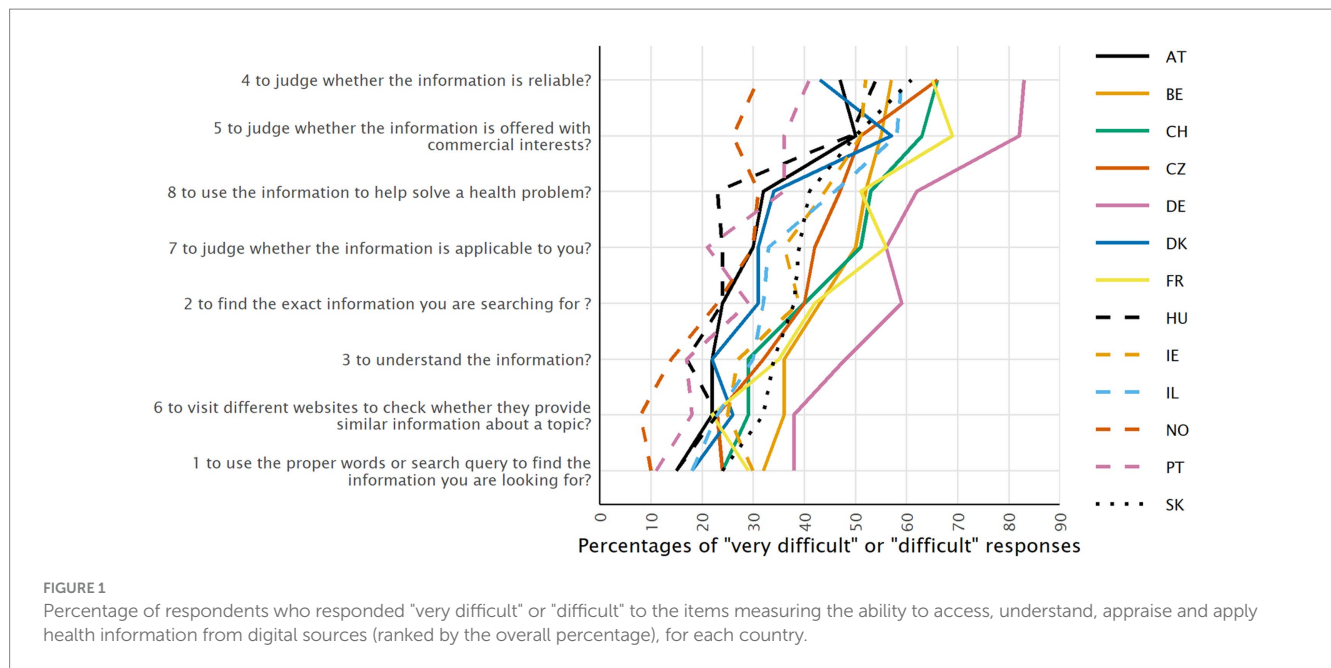 4 to judge whether the information is reliable?
5 to judge whether the information is offered with
commercial interests?
8 to use the information to help solve a health problem?
7 to judge whether the information is applicable to you?
2 to find the exact information you are searching for ?
3 to understand the information?
6 to visit different websites to check whether they provide
similar information about a topic?
1 to use the proper words or search query to find the
information you are looking for?
0
10
20
30
40
50
60
70
80
90
Percentages of "very difficult" or "difficult" responses
AT
BE
CH
CZ
DE
DK
FR
HU
IE
IL
NO
PT
SK
FIGURE 1
Percentage of respondents who responded "very difficult" or "difficult" to the items measuring the ability to access, understand, appraise and apply
health information from digital sources (ranked by the overall percentage), for each country.